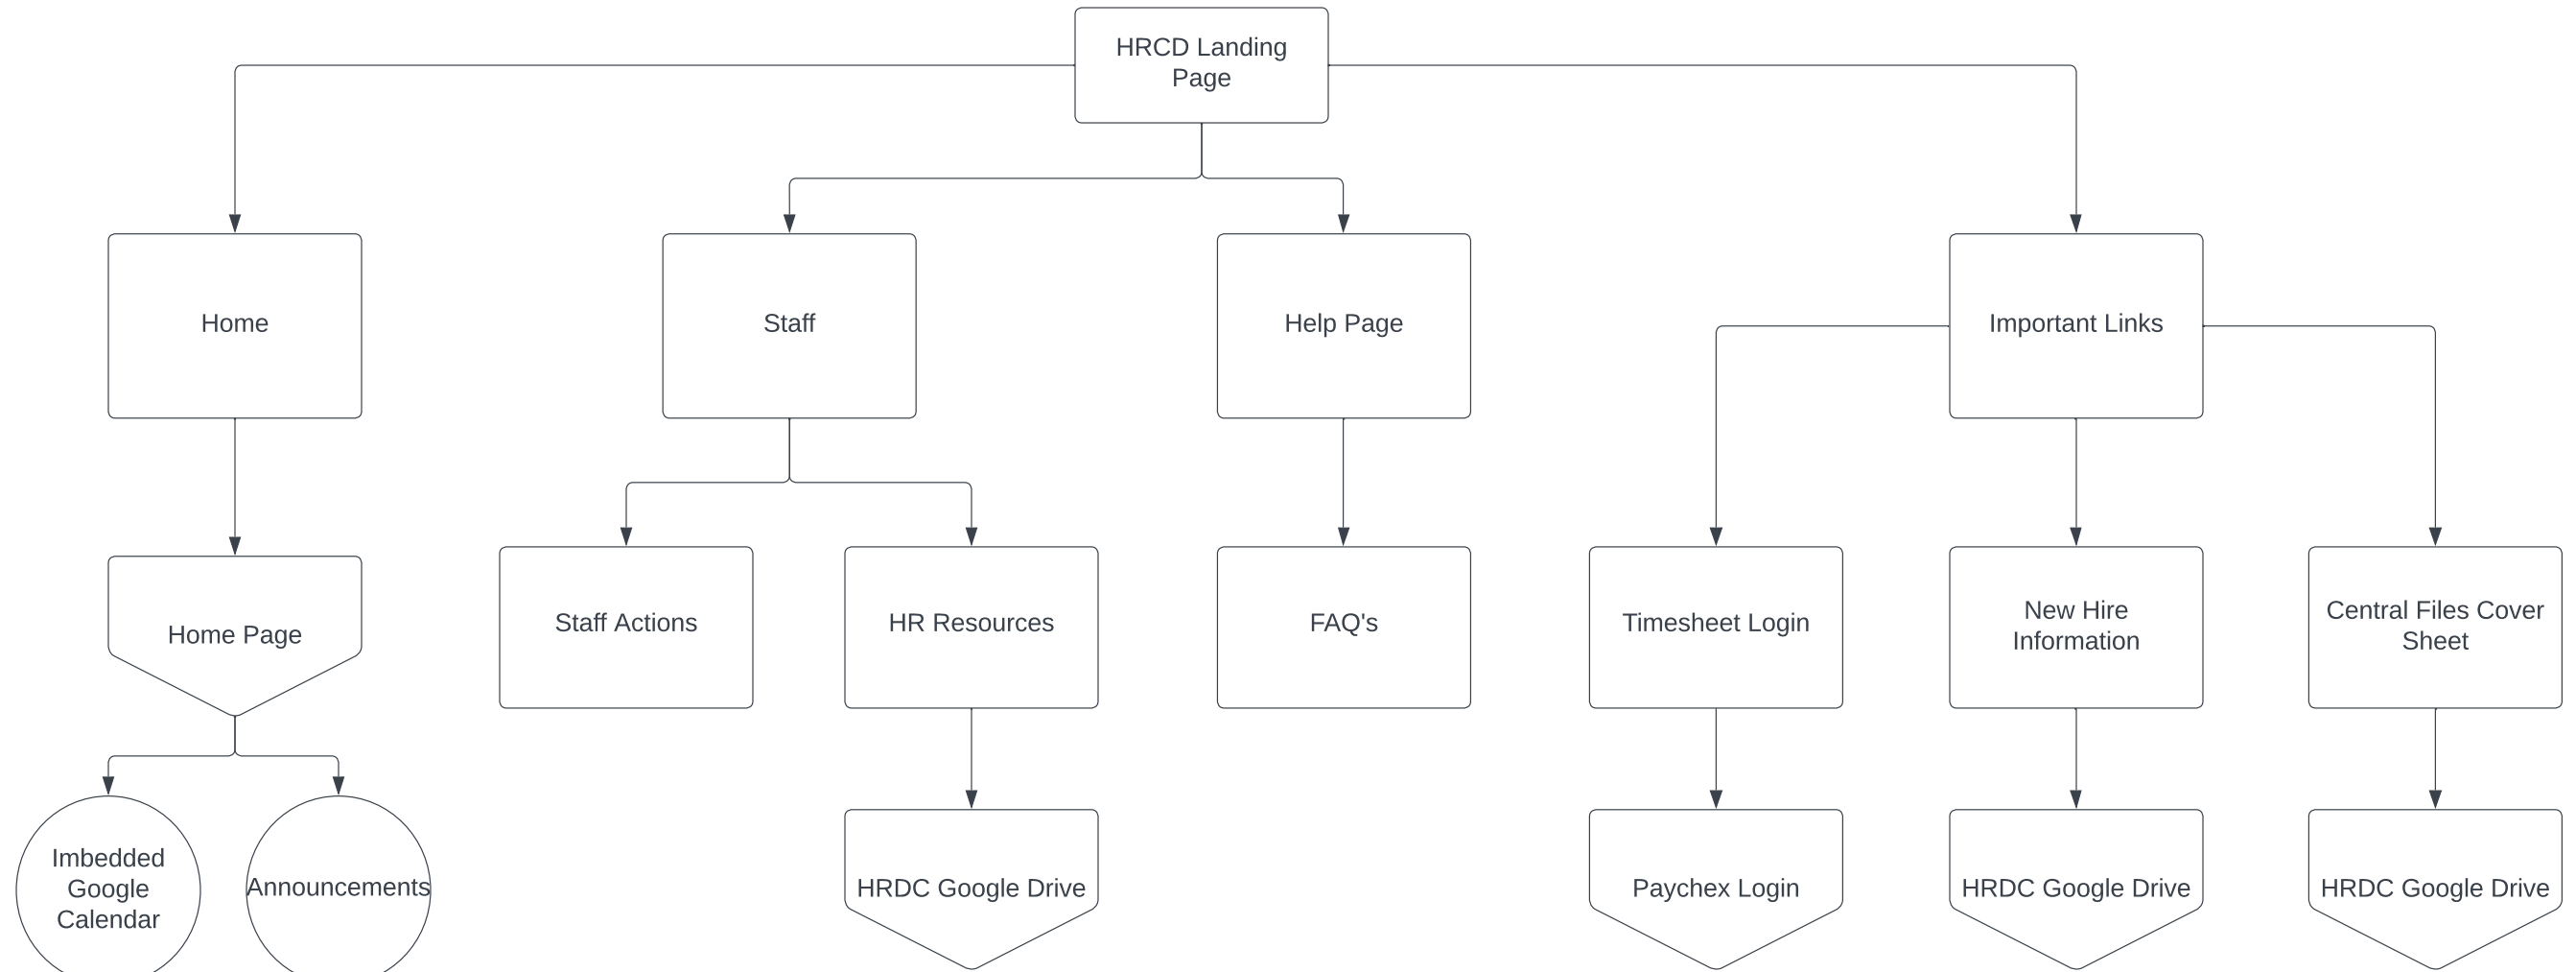 HRCD Landing
Page
Home
Staff
Help Page
Important Links
Home Page
Staff Actions
HR Resources
FAQ's
Timesheet Login
New Hire
Information
Central Files Cover
Sheet
Imbedded
Google
Calendar
Announcements
HRDC Google Drive
Paychex Login
HRDC Google Drive
HRDC Google Drive